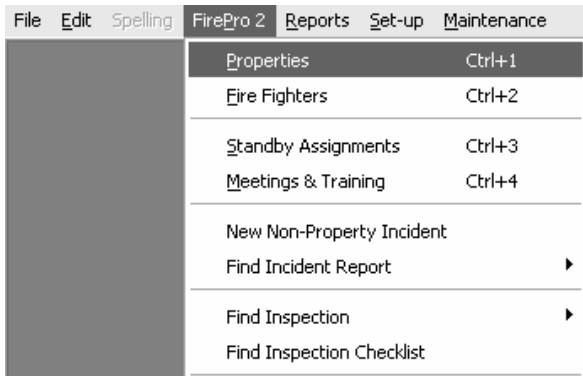 File Edit Spelling FirePro 2 Reports Set-up Maintenance
Properties Ctrl+1
Fire Fighters Ctrl+2
Standby Assignments Ctrl+3
Meetings & Training Ctrl+4
New Non-Property Incident
Find Incident Report
Find Inspection
Find Inspection Checklist